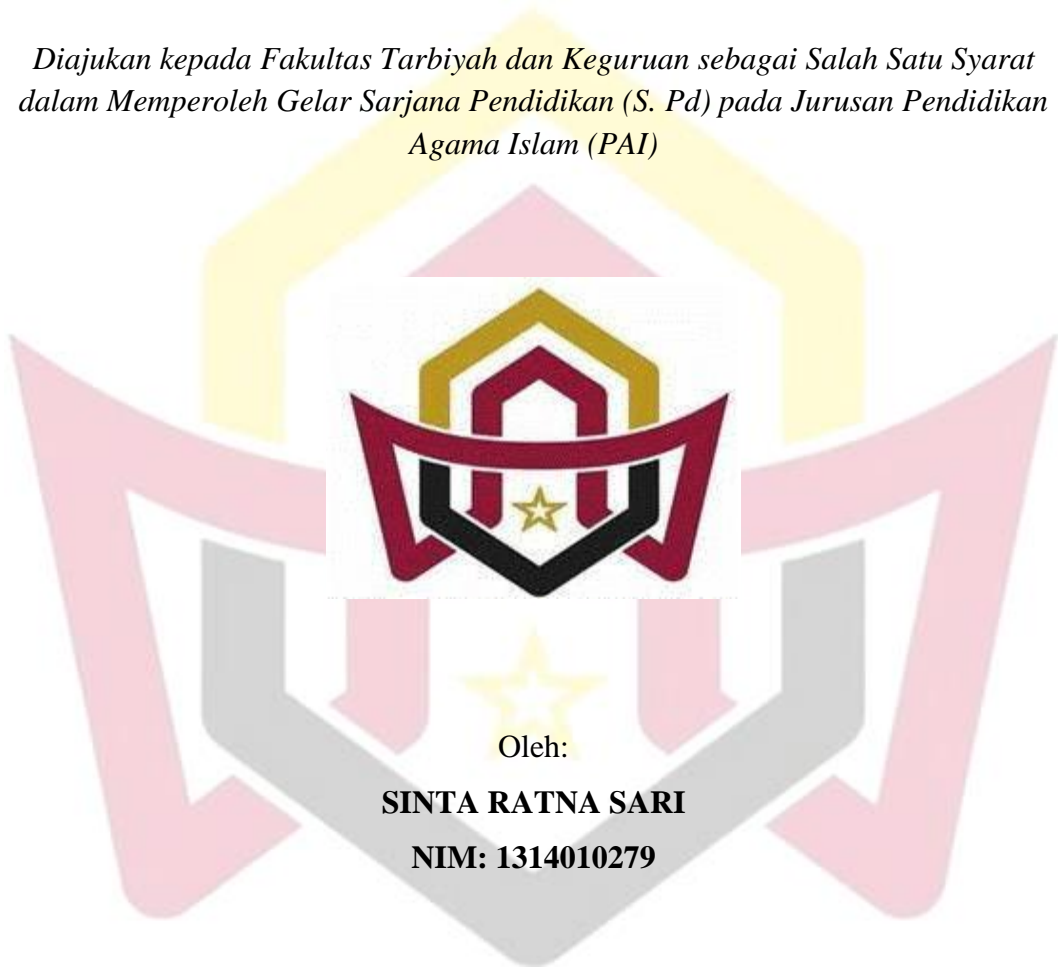 Diajukan kepada Fakultas Tarbiyah dan Keguruan sebagai Salah Satu Syarat
dalam Memperoleh Gelar Sarjana Pendidikan (S. Pd) pada Jurusan Pendidikan
Agama Islam (PAI)
Oleh:
SINTA RATNA SARI
NIM: 1314010279